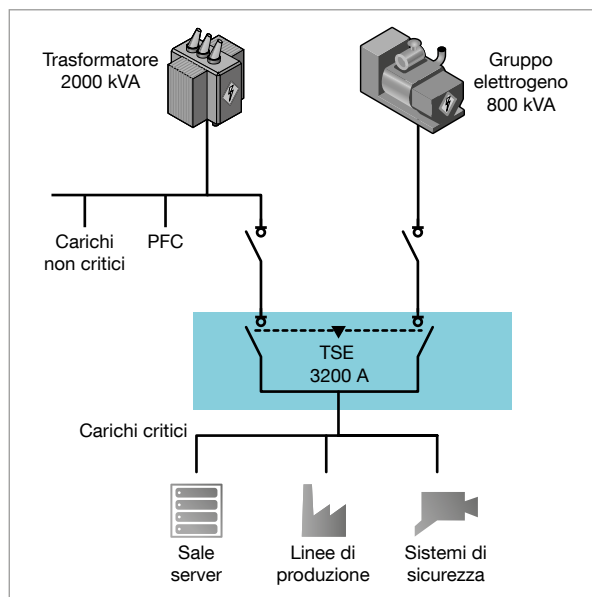 Trasformatore
2000 kVA
Gruppo
elettrogeno
800 kVA
Carichi
non critici
PFC
TSE
3200 A
Carichi critici
Sale
server
Linee di
produzione
Sistemi di
sicurezza